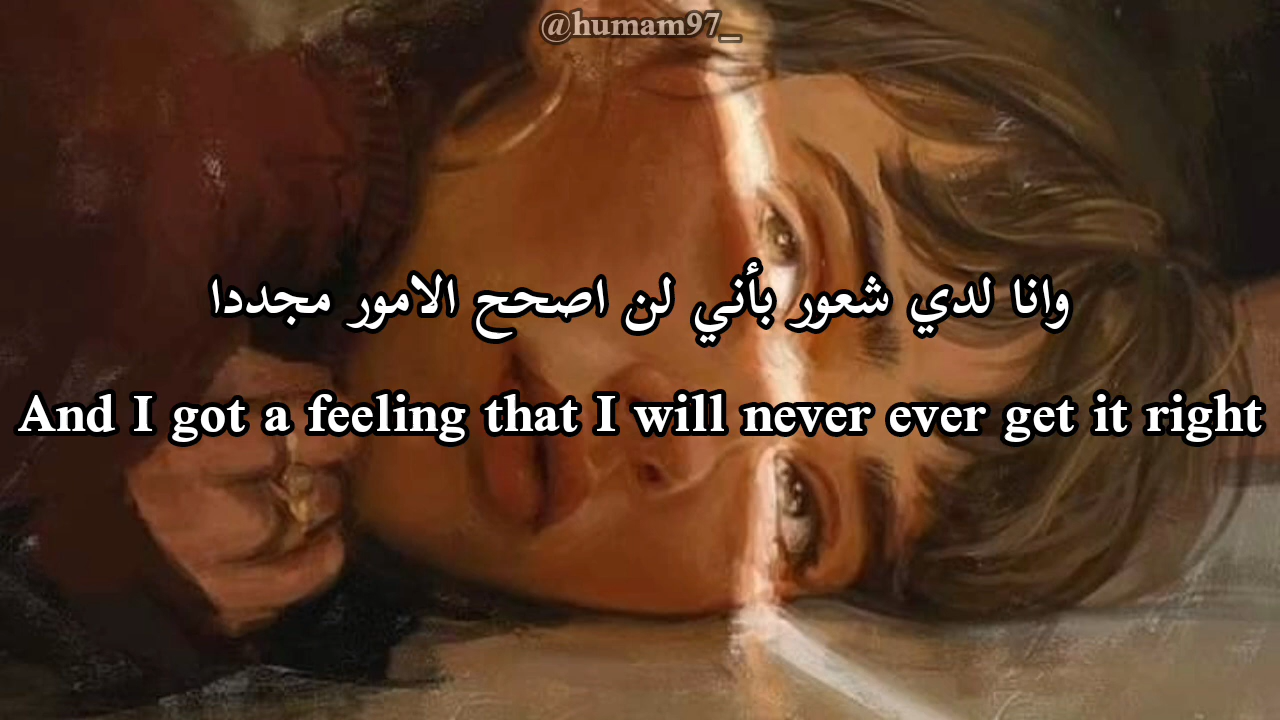 @humam97_
وانا لدي شعور بأني لن اصحح الامور مجددا
And I got a feeling that I will never ever get it right